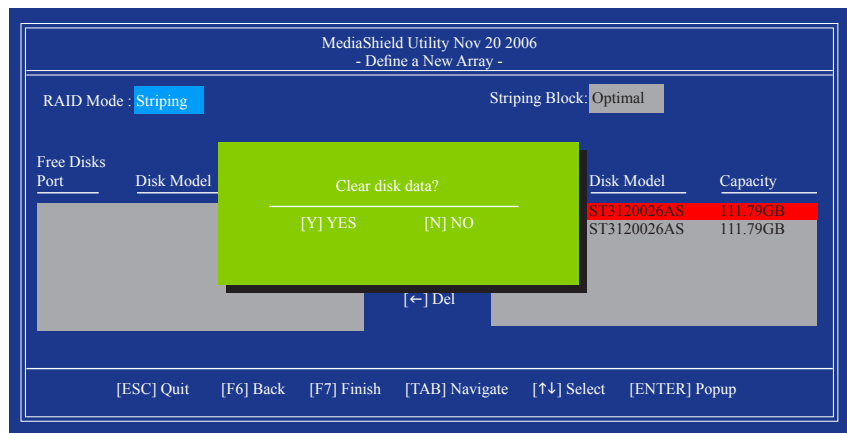 MediaShield Utility Nov 20 2006
- Define a New Array -
RAID Mode : Striping Striping Block: Optimal
Free Disks
Port Disk Model Disk Model Capacity
Clear disk data?
ST3120026AS 111.79GB
[Y] YES [N] NO
ST3120026AS 111.79GB
[←] Del
[ESC] Quit [F6] Back [F7] Finish [TAB] Navigate [↑↓] Select [ENTER] Popup